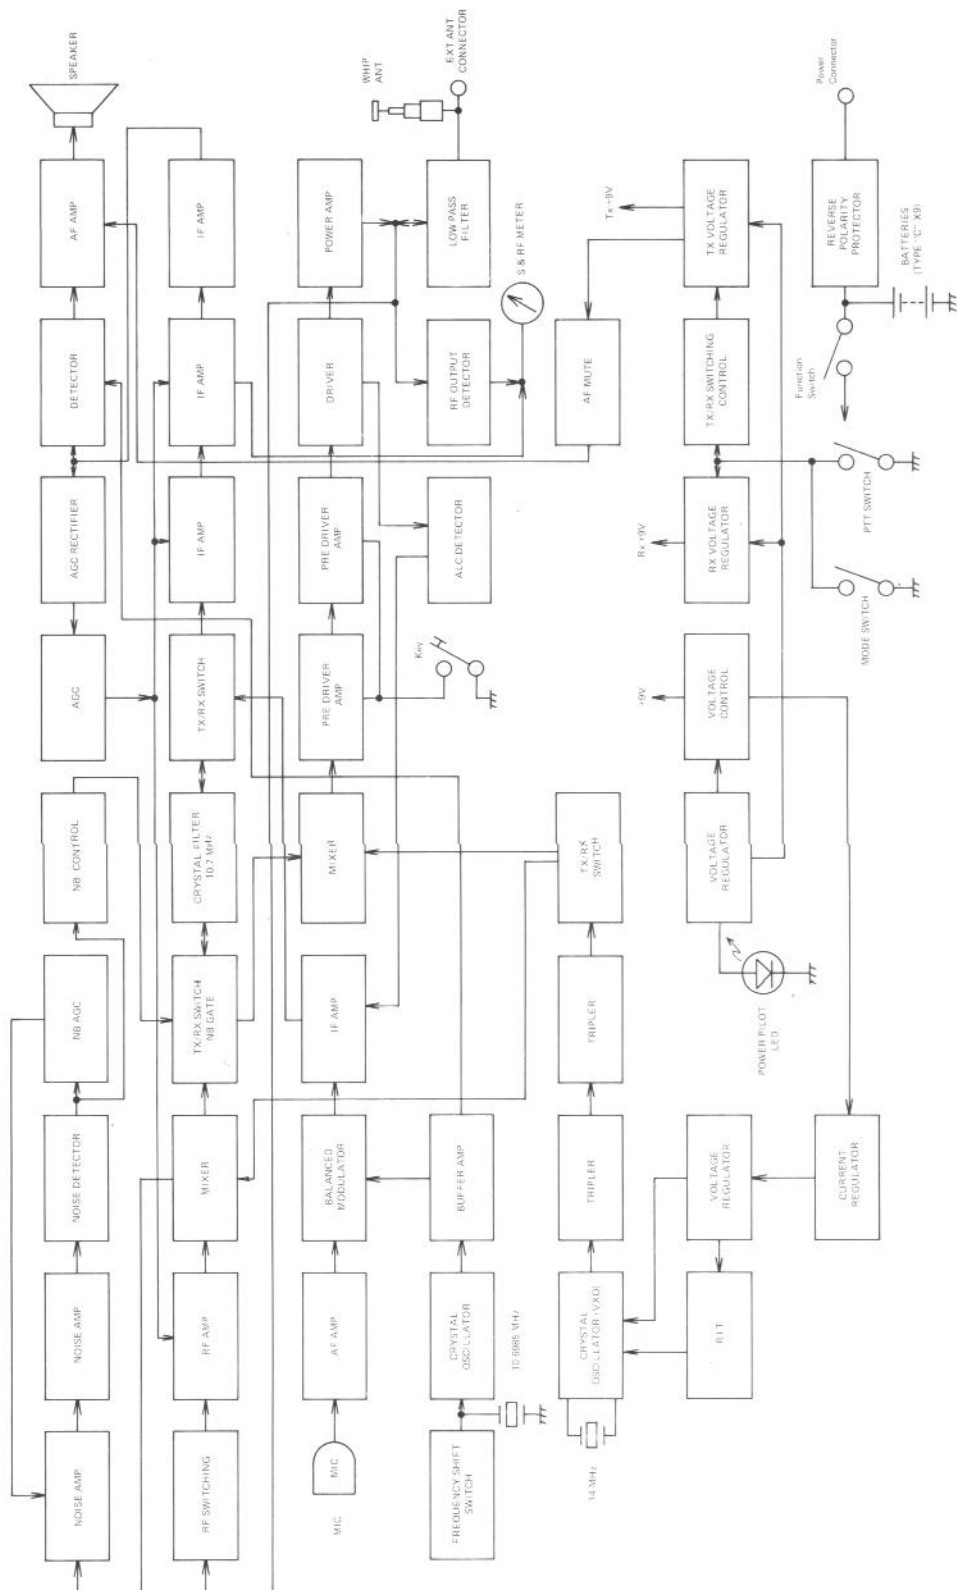 NOISE AMP
NOISE AMP
NOISE DETECTOR
NB AGC
NB CONTROL
AGC
AGC RECTIFIER
DETECTOR
AF AMP
SPEAKER
RF SWITCHING
RF AMP
MIXER
TX/RX SWITCH
NB GATE
CRYSTAL FILTER
10.7 MHz
TX/RX SWITCH
IF AMP
IF AMP
IF AMP
MIC
MIC
AF AMP
BALANCED
MODULATOR
IF AMP
MIXER
PRE DRIVER
AMP
PRE DRIVER
AMP
DRIVER
POWER AMP
WHIP
ANT
EXT ANT
CONNECTOR
FREQUENCY SHIFT
SWITCH
CRYSTAL
OSCILLATOR
10.6985 MHz
BUFFER AMP
Key
ALC DETECTOR
RF OUTPUT
DETECTOR
LOW PASS
FILTER
S & RF METER
14 MHz
CRYSTAL
OSCILLATOR (VXO)
TRIPLER
TRIPLER
TX/RX
SWITCH
AF MUTE
RIT
VOLTAGE
REGULATOR
POWER PILOT
LED
VOLTAGE
REGULATOR
VOLTAGE
CONTROL
+9V
RX VOLTAGE
REGULATOR
Rx +9V
TX/RX SWITCHING
CONTROL
TX VOLTAGE
REGULATOR
Tx +9V
CURRENT
REGULATOR
MODE SWITCH
PTT SWITCH
Function
Switch
REVERSE
POLARITY
PROTECTOR
Power
Connector
BATTERIES
(TYPE "C" X9)